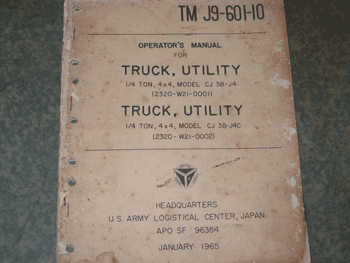 TM J9-601-10
OPERATOR'S MANUAL
FOR
TRUCK, UTILITY
1/4 TON, 4x4, MODEL CJ 3B-J4
(2320-W21-0001)
TRUCK, UTILITY
1/4 TON, 4x4, MODEL CJ 3B-J4C
(2320-W21-0002)
HEADQUARTERS
U.S. ARMY LOGISTICAL CENTER, JAPAN
APO SF 96384
JANUARY 1965